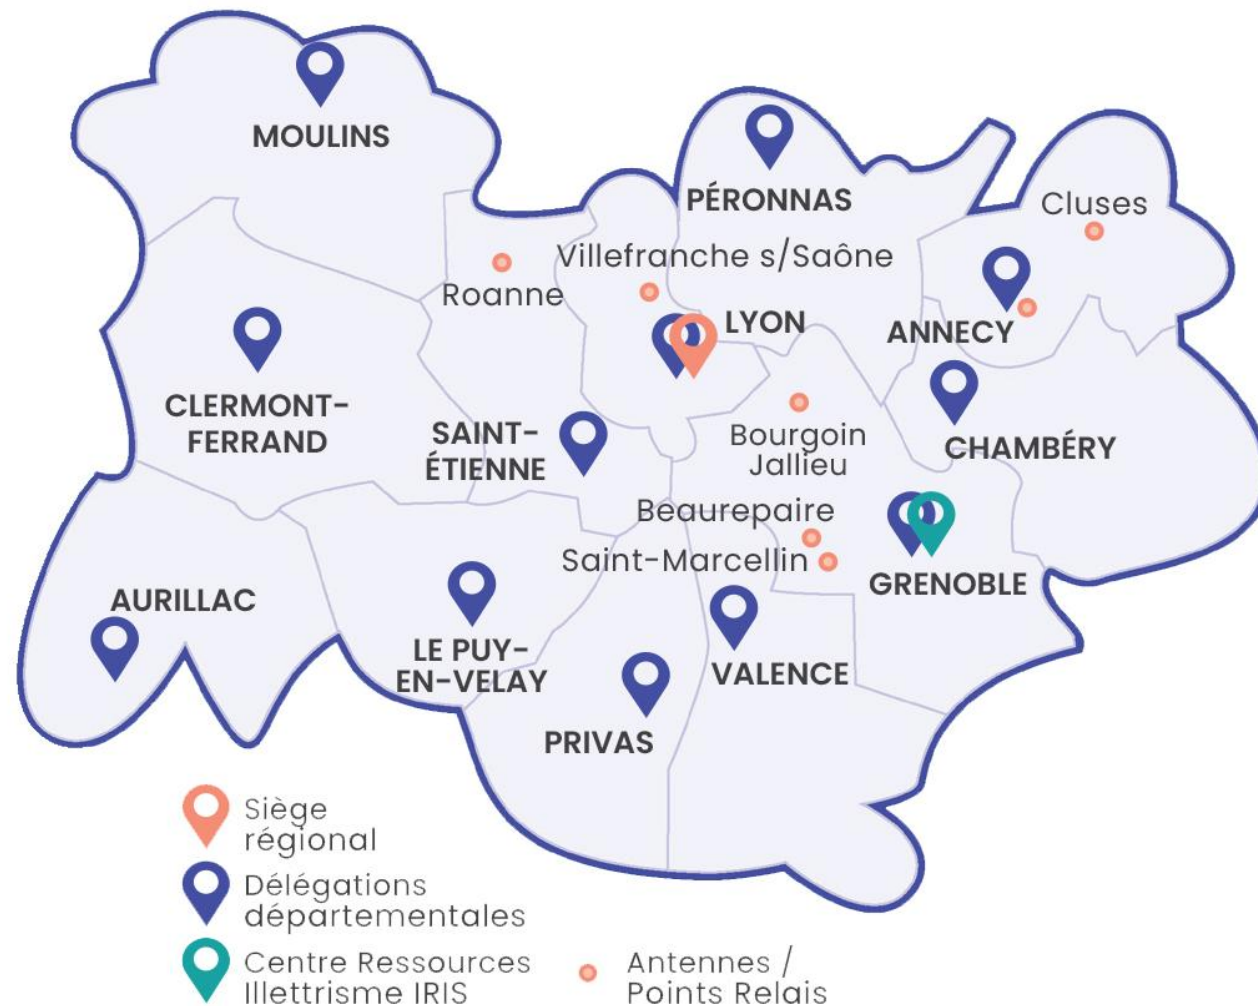 MOULINS
PÉRONNAS
Cluses
Villefranche s/Saône
Roanne
LYON
ANNECY
CLERMONT-
FERRAND
SAINT-
ÉTIENNE
Bourgoin
Jallieu
CHAMBÉRY
Beaurepaire
Saint-Marcellin
GRENOBLE
AURILLAC
LE PUY-
EN-VELAY
VALENCE
PRIVAS
Siège
régional
Délégations
départementales
Centre Ressources
Illettrisme IRIS
Antennes /
Points Relais